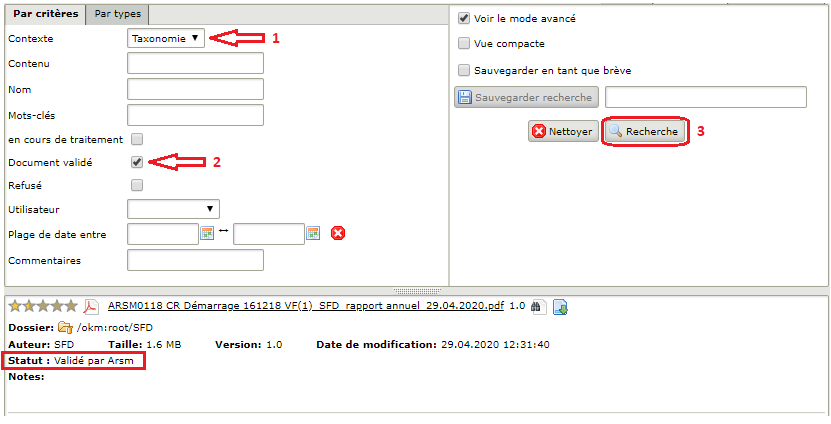 Par critères Par types
Contexte Taxonomie 1
Contenu
Nom
Mots-clés
en cours de traitement
Document validé 2
Refusé
Utilisateur
Plage de date entre
Commentaires
Voir le mode avancé
Vue compacte
Sauvegarder en tant que brève
Sauvegarder recherche
Nettoyer Recherche 3
ARSM0118 CR Démarrage 161218 VF(1)_SFD_rapport annuel_29.04.2020.pdf 1.0
Dossier: /okm:root/SFD
Auteur: SFD Taille: 1.6 MB Version: 1.0 Date de modification: 29.04.2020 12:31:40
Statut : Validé par Arsm
Notes: